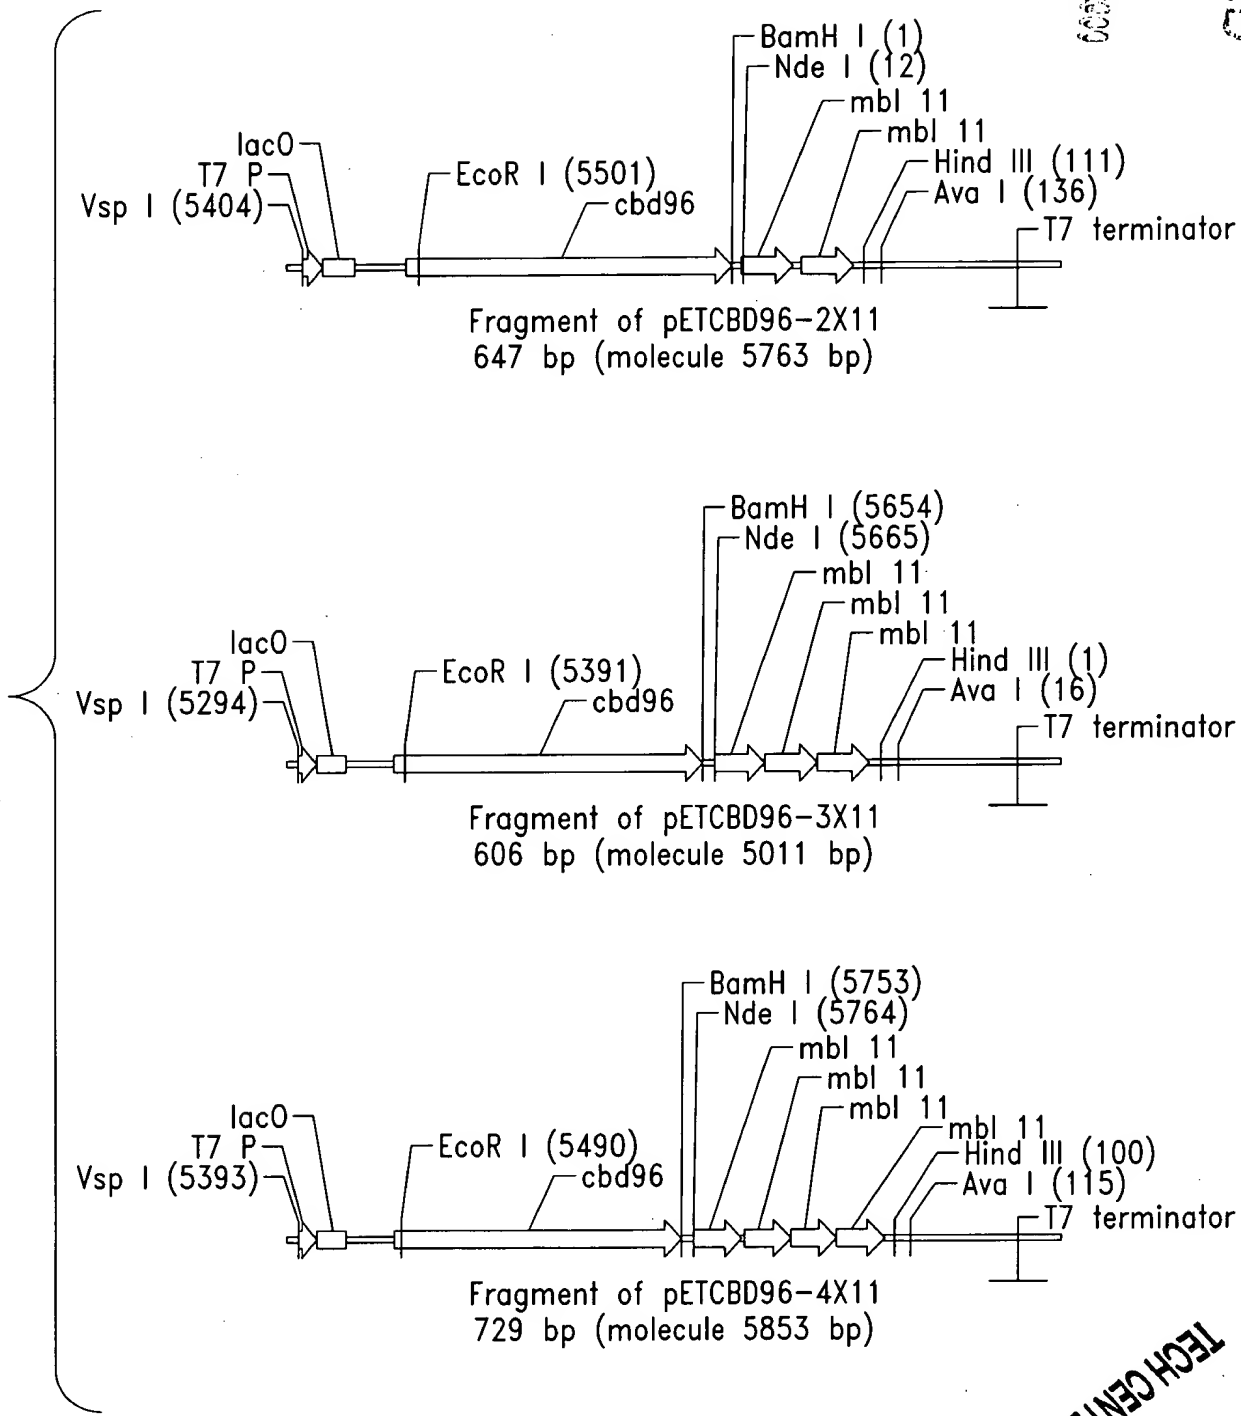 BamH I (1)
Nde I (12)
mbl 11
mbl 11
lacO
T7 P
Vsp I (5404)
EcoR I (5501)
cbd96
Hind III (111)
Ava I (136)
T7 terminator
Fragment of pETCBD96-2X11
647 bp (molecule 5763 bp)
BamH I (5654)
Nde I (5665)
mbl 11
mbl 11
mbl 11
lacO
T7 P
Vsp I (5294)
EcoR I (5391)
cbd96
Hind III (1)
Ava I (16)
T7 terminator
Fragment of pETCBD96-3X11
606 bp (molecule 5011 bp)
BamH I (5753)
Nde I (5764)
mbl 11
mbl 11
mbl 11
mbl 11
lacO
T7 P
Vsp I (5393)
EcoR I (5490)
cbd96
Hind III (100)
Ava I (115)
T7 terminator
Fragment of pETCBD96-4X11
729 bp (molecule 5853 bp)
TECH